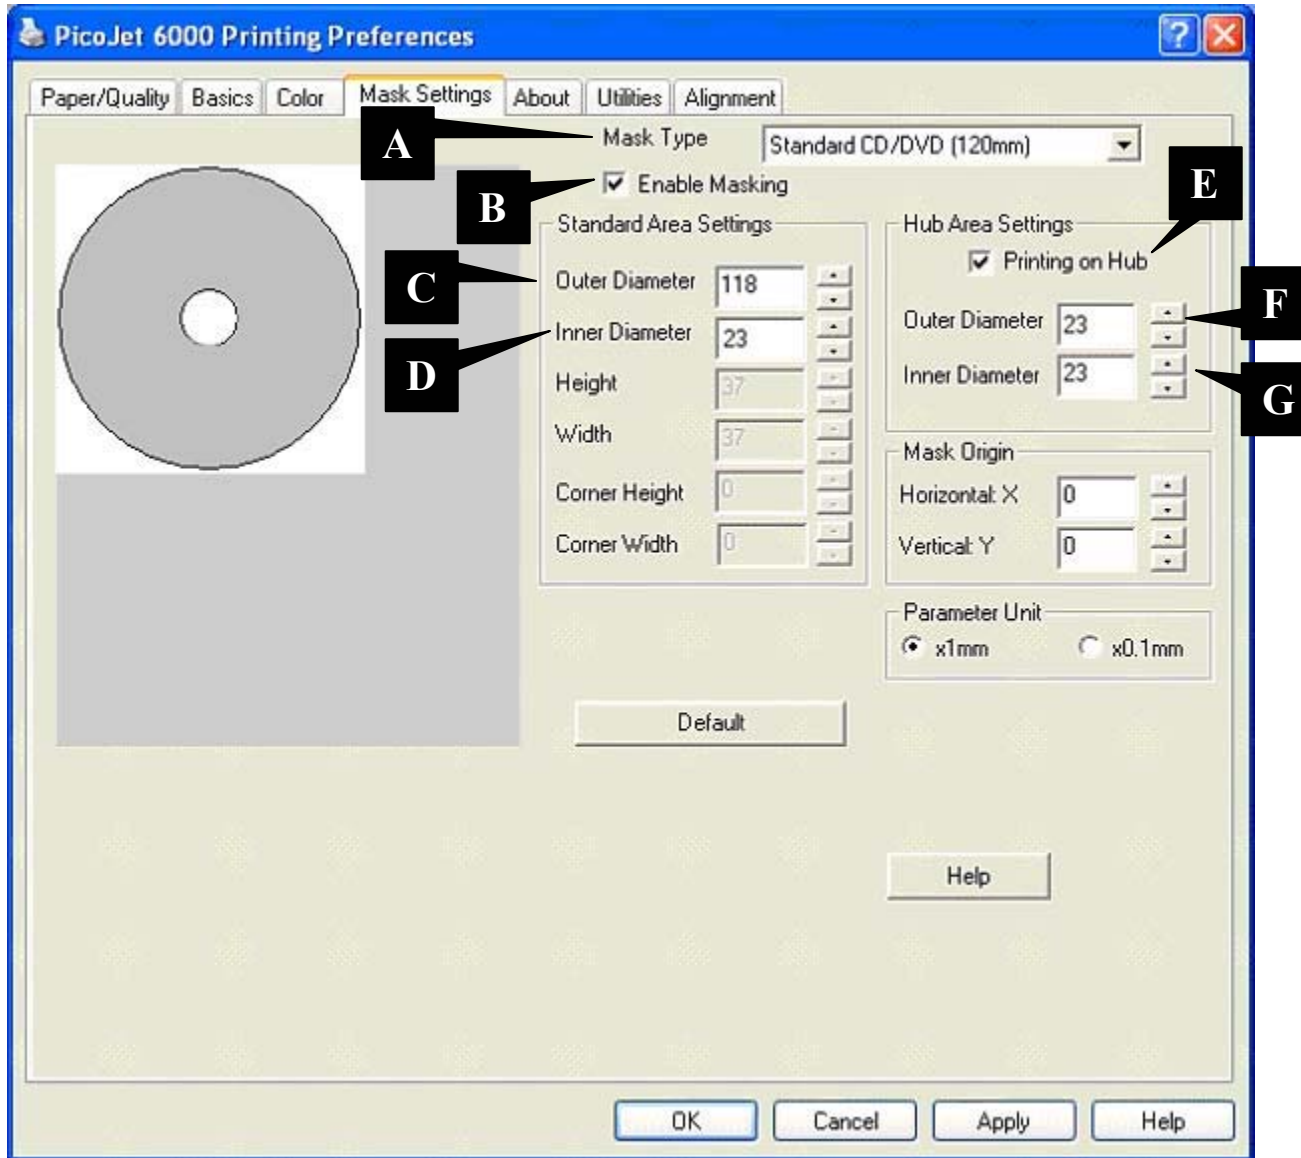 PicoJet 6000 Printing Preferences
Paper/Quality Basics Color Mask Settings About Utilities Alignment
A
Mask Type Standard CD/DVD (120mm)
B
Enable Masking
E
Standard Area Settings
C
Outer Diameter 118
D
Inner Diameter 23
Height 37
Width 37
Corner Height 0
Corner Width 0
Hub Area Settings
Printing on Hub
F
Outer Diameter 23
G
Inner Diameter 23
Mask Origin
Horizontal: X 0
Vertical: Y 0
Parameter Unit
x1mm x0.1mm
Default
Help
OK Cancel Apply Help